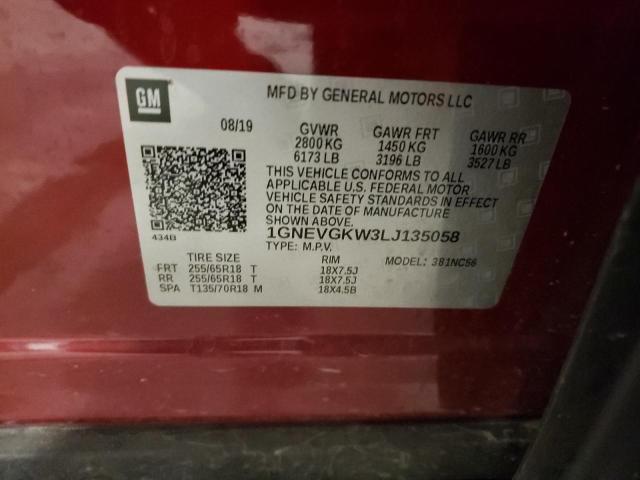 GM
MFD BY GENERAL MOTORS LLC
08/19 GVWR GAWR FRT GAWR RR
2800 KG 1450 KG 1600 KG
6173 LB 3196 LB 3527 LB
THIS VEHICLE CONFORMS TO ALL
APPLICABLE U.S. FEDERAL MOTOR
VEHICLE SAFETY STANDARDS IN EFFECT
ON THE DATE OF MANUFACTURE
SHOWN ABOVE
1GNEVGKW3LJ135058
434B
TYPE: M.P.V. MODEL: 381NC56
TIRE SIZE RIM
FRT 255/65R18 T 18X7.5J
RR 255/65R18 T 18X7.5J
SPA T135/70R18 M 18X4.5B